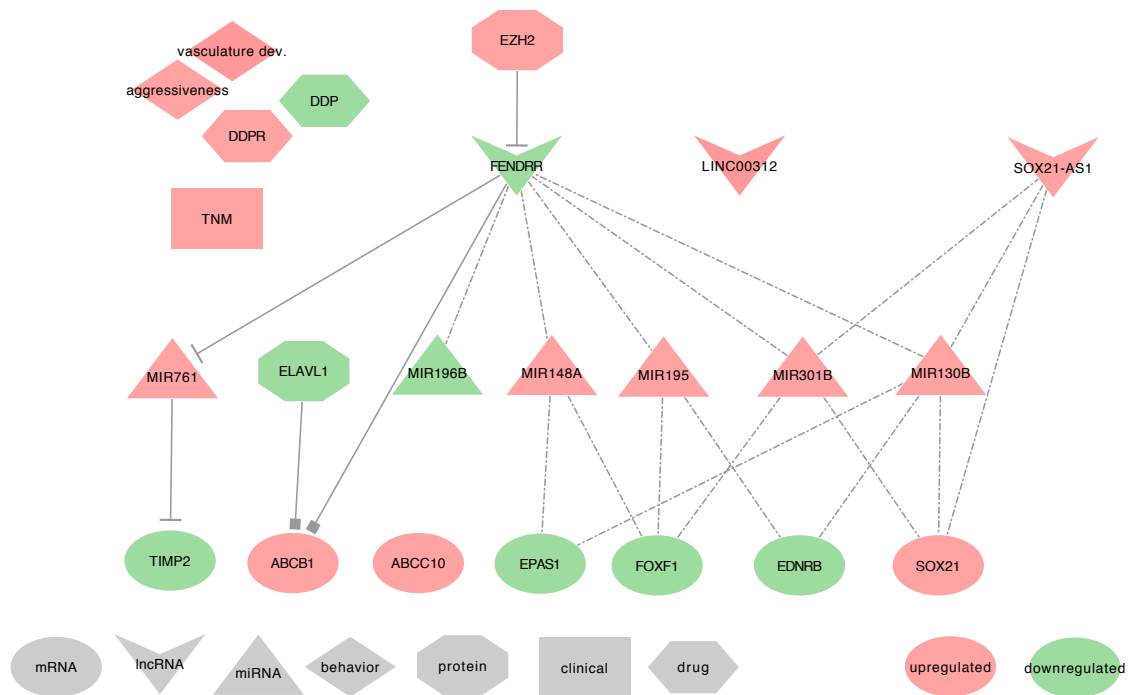 EZH2
vasculature dev.
aggressiveness
DDP
DDPR
FENDRR
LINC00312
SOX21-AS1
TNM
MIR761
ELAVL1
MIR196B
MIR148A
MIR195
MIR301B
MIR130B
TIMP2
ABCB1
ABCC10
EPAS1
FOXF1
EDNRB
SOX21
mRNA
lncRNA
miRNA
behavior
protein
clinical
drug
upregulated
downregulated